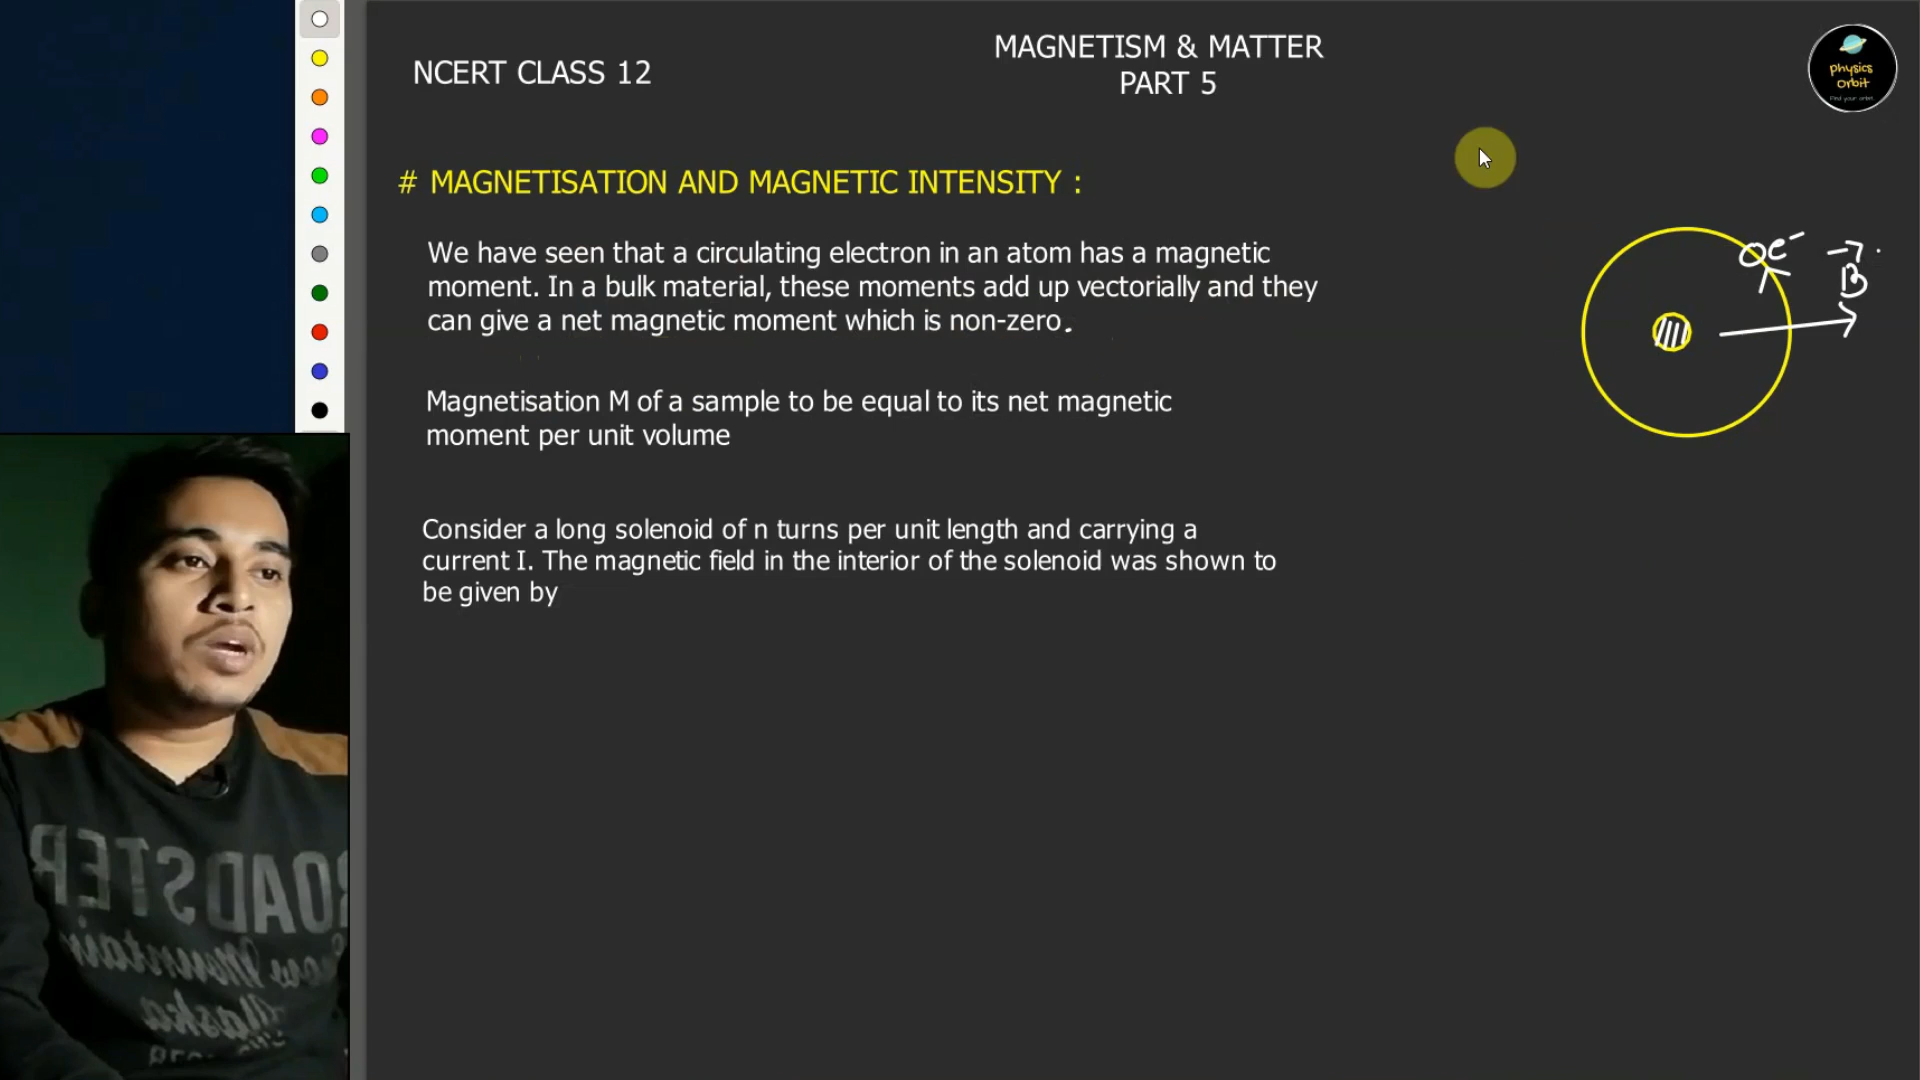 NCERT CLASS 12
MAGNETISM & MATTER
PART 5
physics
orbit
# MAGNETISATION AND MAGNETIC INTENSITY :
We have seen that a circulating electron in an atom has a magnetic
moment. In a bulk material, these moments add up vectorially and they
can give a net magnetic moment which is non-zero.
e⁻ →
B
Magnetisation M of a sample to be equal to its net magnetic
moment per unit volume
Consider a long solenoid of n turns per unit length and carrying a
current I. The magnetic field in the interior of the solenoid was shown to
be given by
ROADSTER
Mountain